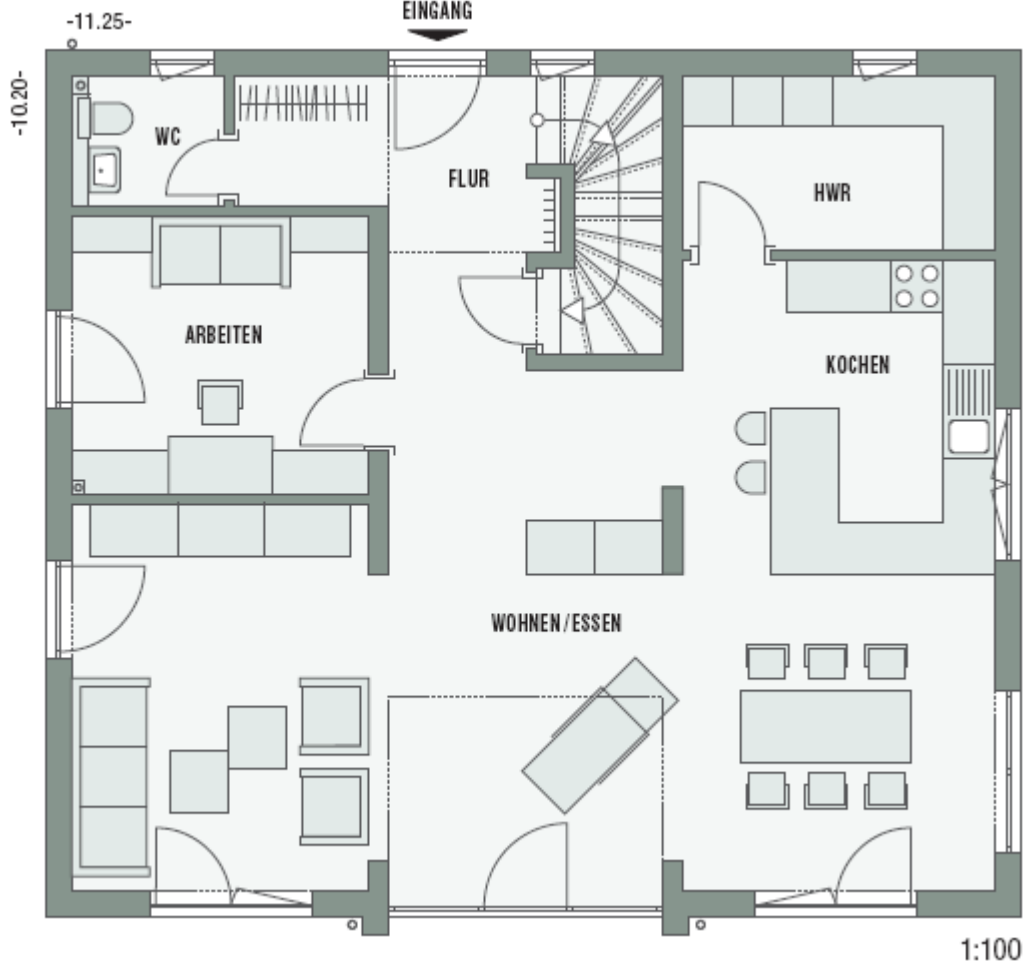 EINGANG
-11.25-
-10.20-
WC
FLUR
HWR
ARBEITEN
KOCHEN
WOHNEN/ESSEN
1:100